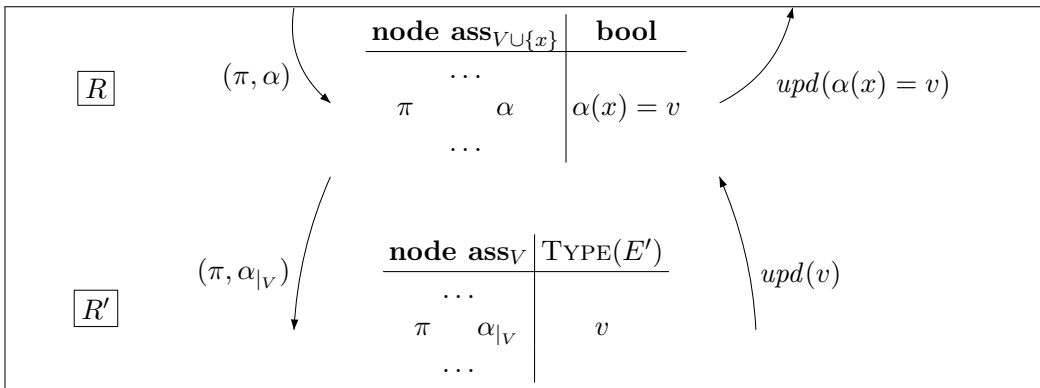 node ass_{V∪{x}} bool
...
R (π, α) π α α(x) = v upd(α(x) = v)
...
node ass_V TYPE(E′)
(π, α_{|V}) upd(v)
...
R′ π α_{|V} v
...